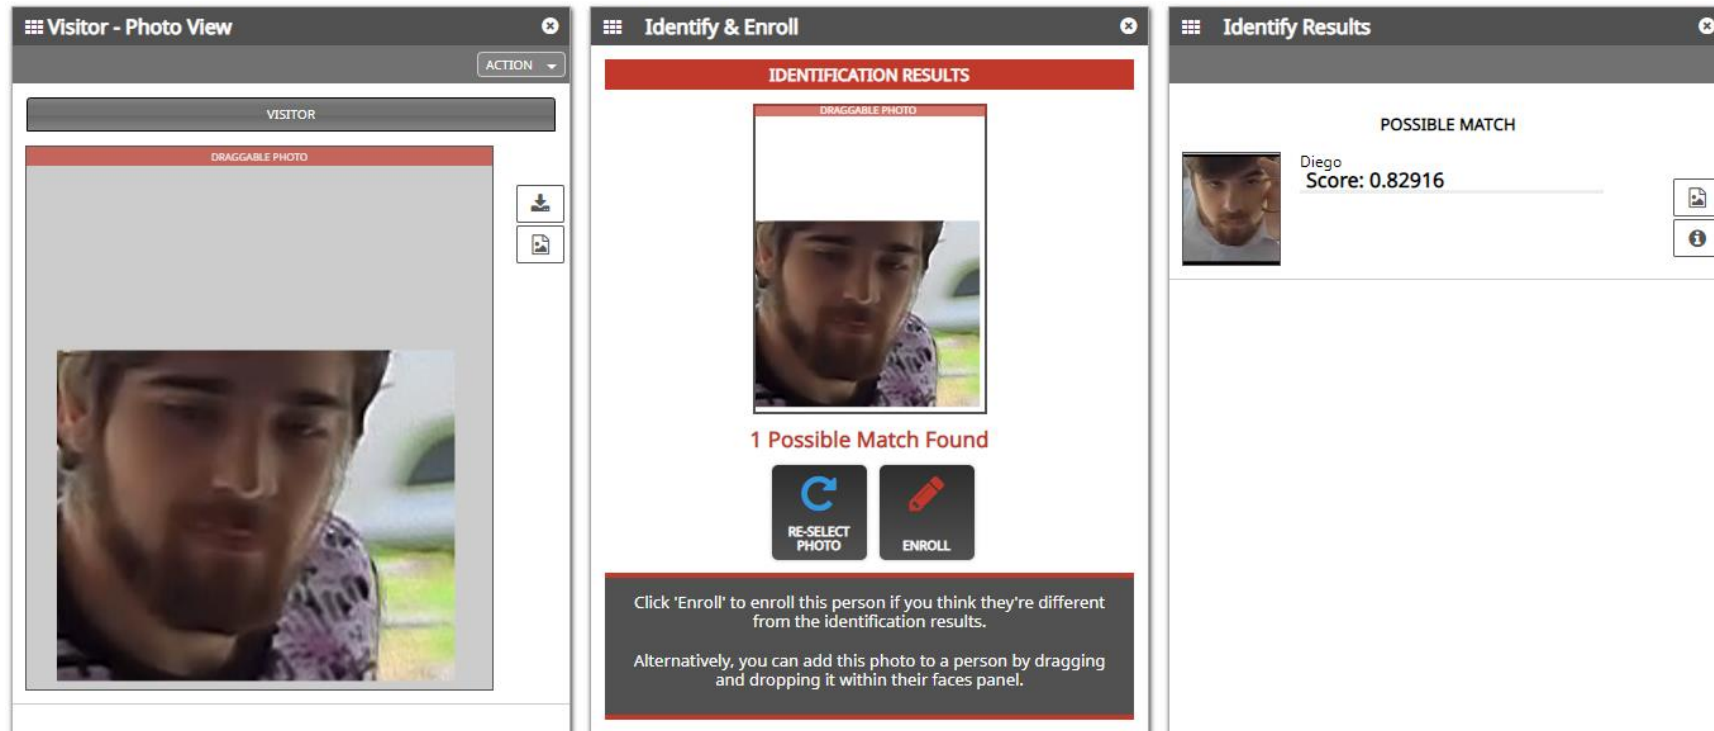 Visitor - Photo View
ACTION
VISITOR
DRAGGABLE PHOTO
Identify & Enroll
IDENTIFICATION RESULTS
DRAGGABLE PHOTO
1 Possible Match Found
RE-SELECT
PHOTO
ENROLL
Click 'Enroll' to enroll this person if you think they're different
from the identification results.
Alternatively, you can add this photo to a person by dragging
and dropping it within their faces panel.
Identify Results
POSSIBLE MATCH
Diego
Score: 0.82916